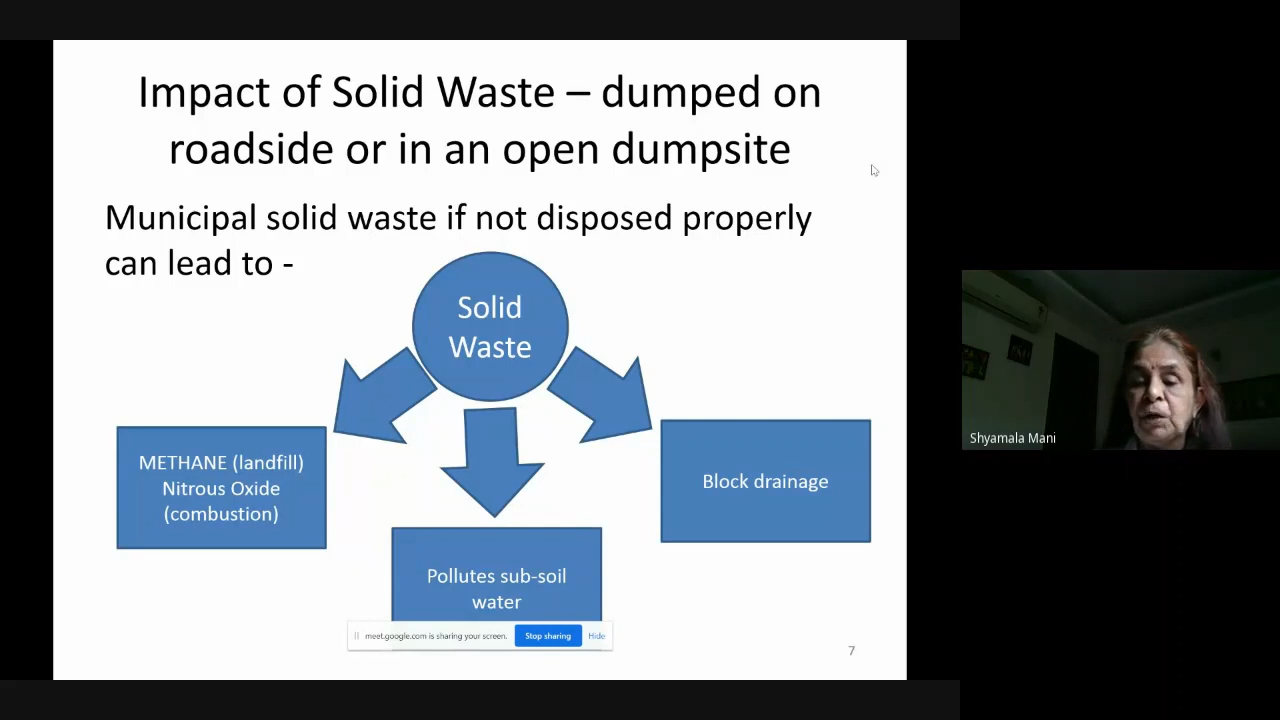 Impact of Solid Waste – dumped on
roadside or in an open dumpsite
Municipal solid waste if not disposed properly
can lead to -
Solid
Waste
METHANE (landfill)
Nitrous Oxide
(combustion)
Block drainage
Pollutes sub-soil
water
meet.google.com is sharing your screen. Stop sharing Hide
7
Shyamala Mani